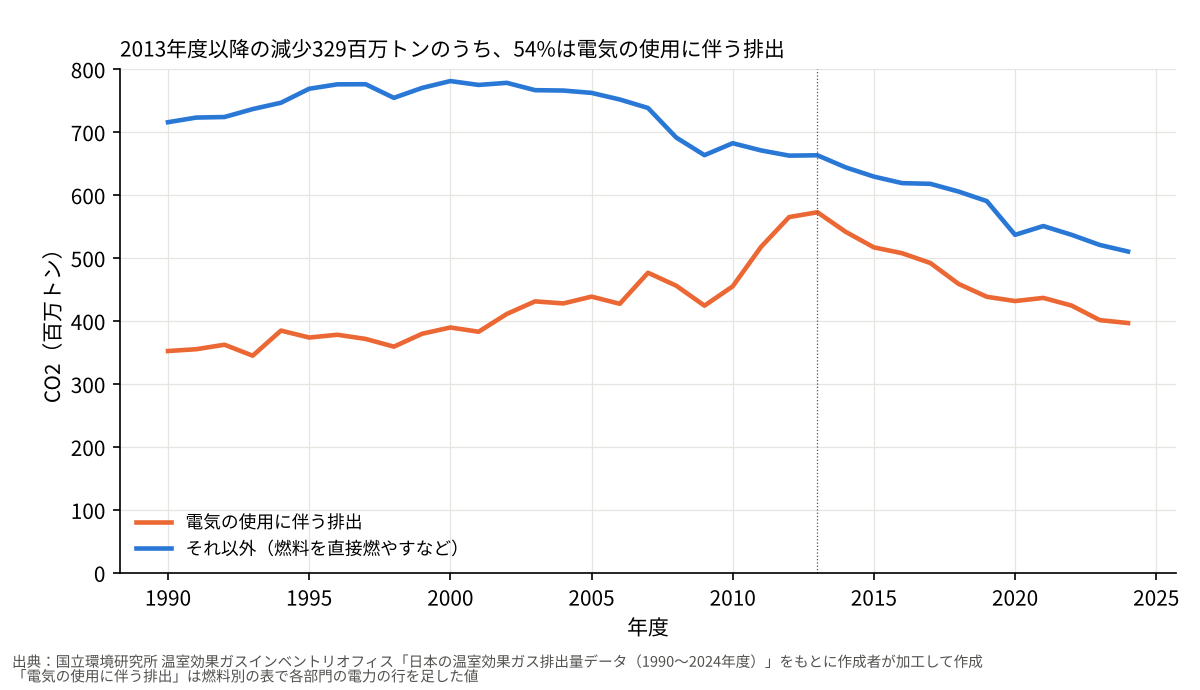 2013年度以降の減少329百万トンのうち、54%は電気の使用に伴う排出
800
700
600
500
400
300
200
100
0
CO2（百万トン）
電気の使用に伴う排出
それ以外（燃料を直接燃やすなど）
1990
1995
2000
2005
2010
2015
2020
2025
年度
出典：国立環境研究所 温室効果ガスインベントリオフィス「日本の温室効果ガス排出量データ（1990〜2024年度）」をもとに作成者が加工して作成
「電気の使用に伴う排出」は燃料別の表で各部門の電力の行を足した値